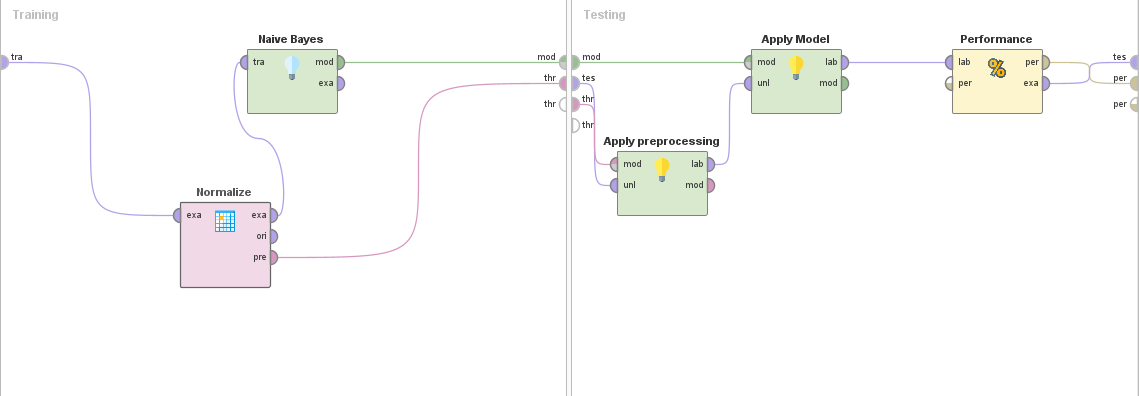 Training
tra
Naive Bayes
tra
mod
exa
Normalize
exa
exa
ori
pre
mod
thr
thr
Testing
mod
tes
thr
thr
Apply Model
mod
lab
unl
mod
Apply preprocessing
mod
lab
unl
mod
Performance
lab
per
per
exa
%
tes
per
per